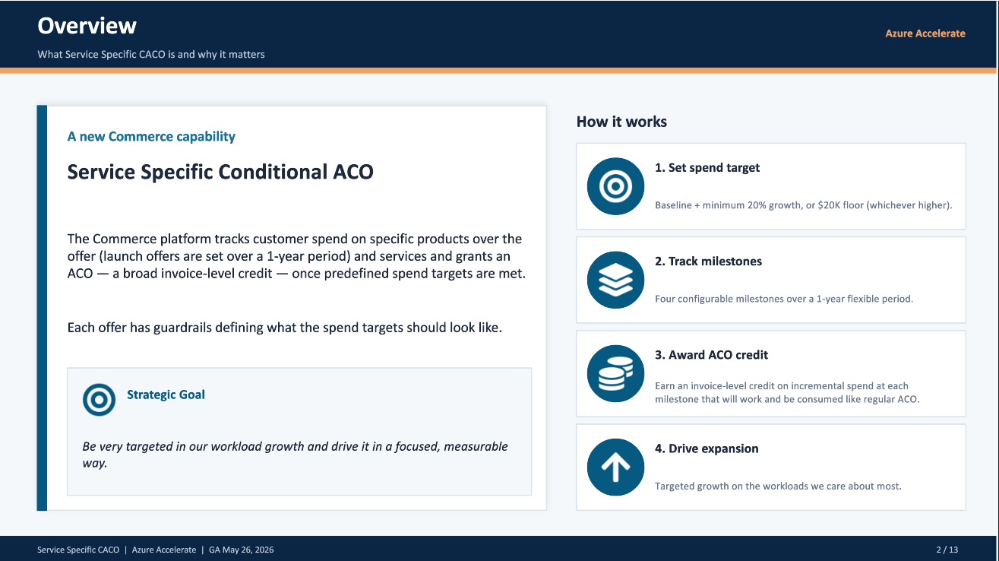 Overview
What Service Specific CACO is and why it matters
Azure Accelerate
A new Commerce capability
Service Specific Conditional ACO
The Commerce platform tracks customer spend on specific products over the
offer (launch offers are set over a 1-year period) and services and grants an
ACO — a broad invoice-level credit — once predefined spend targets are met.
Each offer has guardrails defining what the spend targets should look like.
Strategic Goal
Be very targeted in our workload growth and drive it in a focused, measurable
way.
How it works
1. Set spend target
Baseline + minimum 20% growth, or $20K floor (whichever higher).
2. Track milestones
Four configurable milestones over a 1-year flexible period.
3. Award ACO credit
Earn an invoice-level credit on incremental spend at each
milestone that will work and be consumed like regular ACO.
4. Drive expansion
Targeted growth on the workloads we care about most.
Service Specific CACO | Azure Accelerate | GA May 26, 2026
2 / 13